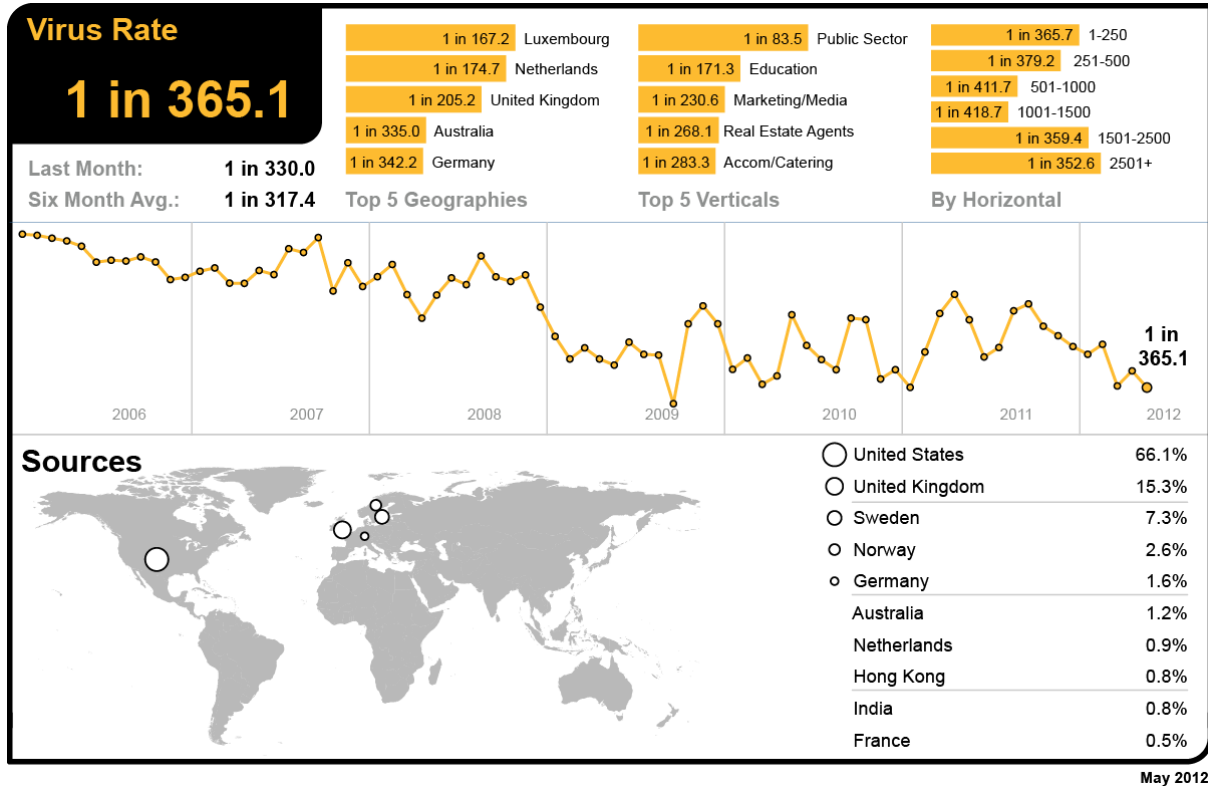 Virus Rate
1 in 365.1
Last Month: 1 in 330.0
Six Month Avg.: 1 in 317.4
1 in 167.2 Luxembourg
1 in 174.7 Netherlands
1 in 205.2 United Kingdom
1 in 335.0 Australia
1 in 342.2 Germany
Top 5 Geographies
1 in 83.5 Public Sector
1 in 171.3 Education
1 in 230.6 Marketing/Media
1 in 268.1 Real Estate Agents
1 in 283.3 Accom/Catering
Top 5 Verticals
1 in 365.7 1-250
1 in 379.2 251-500
1 in 411.7 501-1000
1 in 418.7 1001-1500
1 in 359.4 1501-2500
1 in 352.6 2501+
By Horizontal
1 in
365.1
2006 2007 2008 2009 2010 2011 2012
Sources
United States 66.1%
United Kingdom 15.3%
Sweden 7.3%
Norway 2.6%
Germany 1.6%
Australia 1.2%
Netherlands 0.9%
Hong Kong 0.8%
India 0.8%
France 0.5%
May 2012